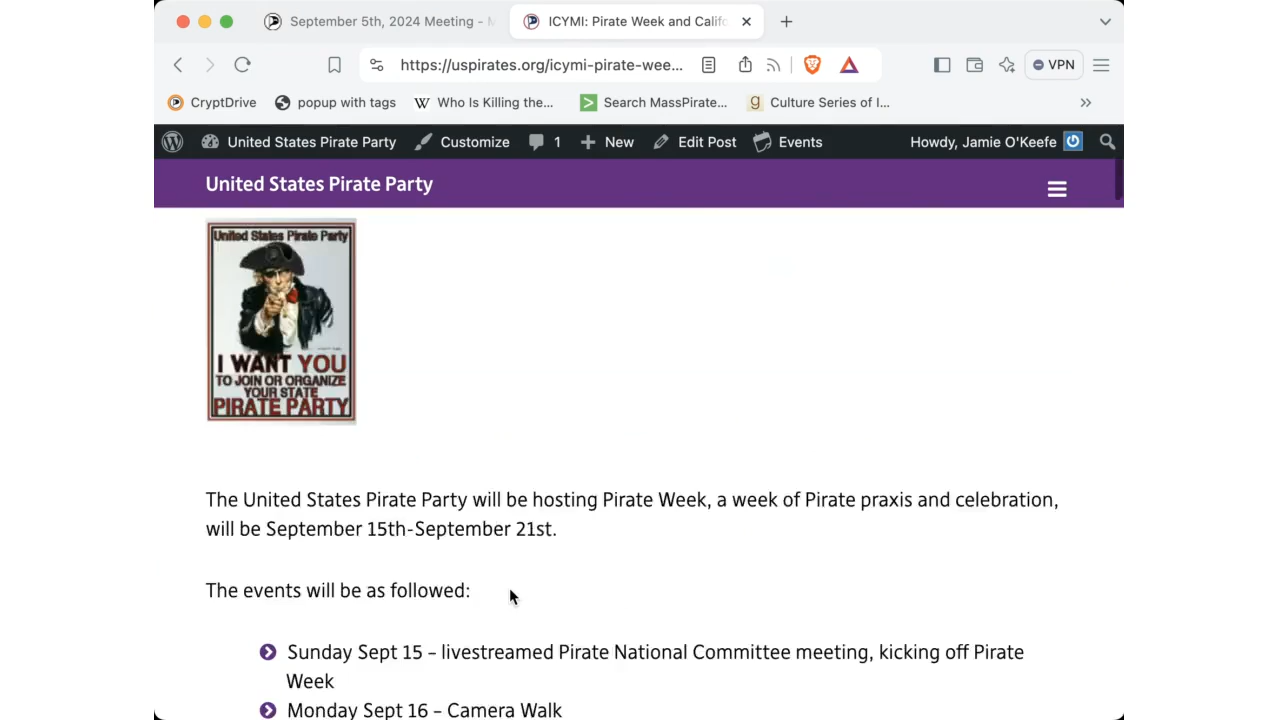 September 5th, 2024 Meeting - M
ICYMI: Pirate Week and Califo
https://uspirates.org/icymi-pirate-wee...
VPN
CryptDrive
popup with tags
Who Is Killing the...
Search MassPirate...
Culture Series of I...
United States Pirate Party
Customize
1
New
Edit Post
Events
Howdy, Jamie O'Keefe
United States Pirate Party
United States Pirate Party
I WANT YOU
TO JOIN OR ORGANIZE
YOUR STATE
PIRATE PARTY
The United States Pirate Party will be hosting Pirate Week, a week of Pirate praxis and celebration,
will be September 15th-September 21st.
The events will be as followed:
Sunday Sept 15 – livestreamed Pirate National Committee meeting, kicking off Pirate
Week
Monday Sept 16 – Camera Walk